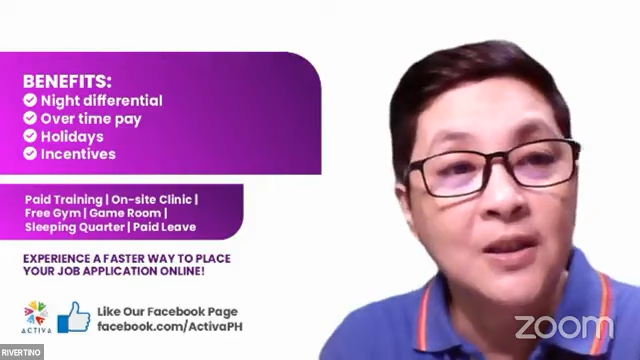 BENEFITS:
Night differential
Over time pay
Holidays
Incentives
Paid Training | On-site Clinic |
Free Gym | Game Room |
Sleeping Quarter | Paid Leave
EXPERIENCE A FASTER WAY TO PLACE
YOUR JOB APPLICATION ONLINE!
ACTIVA
Like Our Facebook Page
facebook.com/ActivaPH
zoom
RIVERTINO